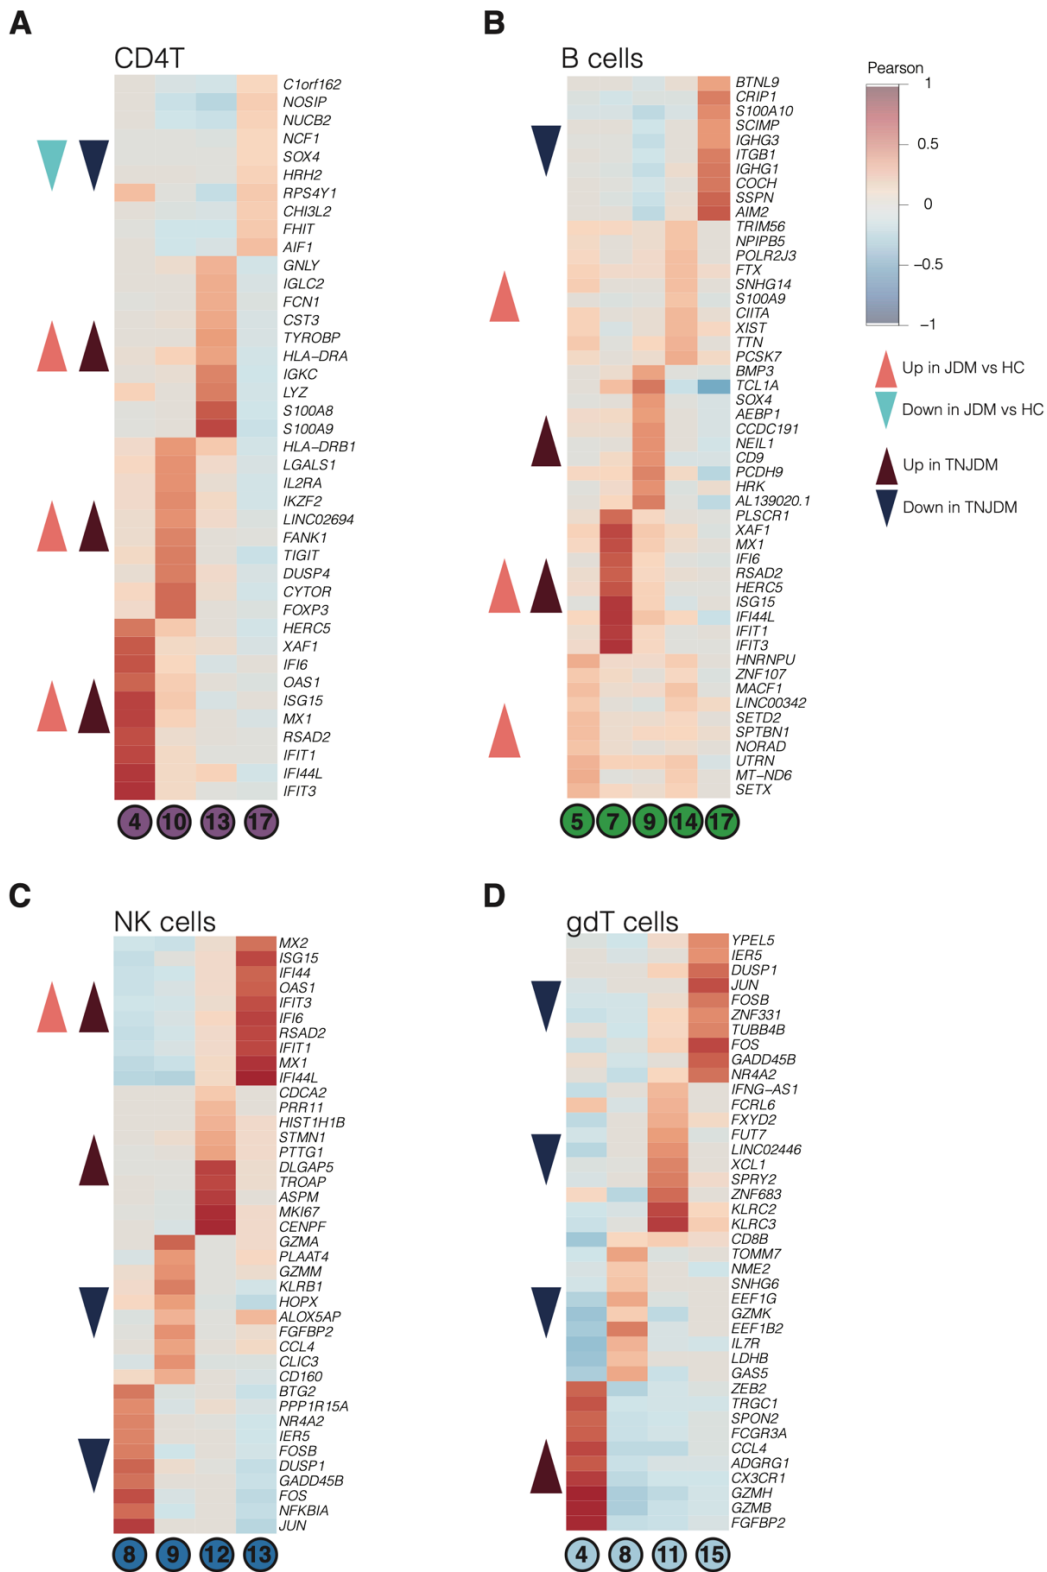 A
CD4T
C1orf162
NOSIP
NUCB2
NCF1
SOX4
HRH2
RPS4Y1
CHI3L2
FHIT
AIF1
GNLY
IGLC2
FCN1
CST3
TYROBP
HLA−DRA
IGKC
LYZ
S100A8
S100A9
HLA−DRB1
LGALS1
IL2RA
IKZF2
LINC02694
FANK1
TIGIT
DUSP4
CYTOR
FOXP3
HERC5
XAF1
IFI6
OAS1
ISG15
MX1
RSAD2
IFIT1
IFI44L
IFIT3
4 10 13 17
B
B cells
BTNL9
CRIP1
S100A10
SCIMP
IGHG3
ITGB1
IGHG1
COCH
SSPN
AIM2
TRIM56
NPIPB5
POLR2J3
FTX
SNHG14
S100A9
CIITA
XIST
TTN
PCSK7
BMP3
TCL1A
SOX4
AEBP1
CCDC191
NEIL1
CD9
PCDH9
HRK
AL139020.1
PLSCR1
XAF1
MX1
IFI6
RSAD2
HERC5
ISG15
IFI44L
IFIT1
IFIT3
HNRNPU
ZNF107
MACF1
LINC00342
SETD2
SPTBN1
NORAD
UTRN
MT−ND6
SETX
5 7 9 14 17
Pearson
1
0.5
0
−0.5
−1
Up in JDM vs HC
Down in JDM vs HC
Up in TNJDM
Down in TNJDM
C
NK cells
MX2
ISG15
IFI44
OAS1
IFIT3
IFI6
RSAD2
IFIT1
MX1
IFI44L
CDCA2
PRR11
HIST1H1B
STMN1
PTTG1
DLGAP5
TROAP
ASPM
MKI67
CENPF
GZMA
PLAAT4
GZMM
KLRB1
HOPX
ALOX5AP
FGFBP2
CCL4
CLIC3
CD160
BTG2
PPP1R15A
NR4A2
IER5
FOSB
DUSP1
GADD45B
FOS
NFKBIA
JUN
8 9 12 13
D
gdT cells
YPEL5
IER5
DUSP1
JUN
FOSB
ZNF331
TUBB4B
FOS
GADD45B
NR4A2
IFNG−AS1
FCRL6
FXYD2
FUT7
LINC02446
XCL1
SPRY2
ZNF683
KLRC2
KLRC3
CD8B
TOMM7
NME2
SNHG6
EEF1G
GZMK
EEF1B2
IL7R
LDHB
GAS5
ZEB2
TRGC1
SPON2
FCGR3A
CCL4
ADGRG1
CX3CR1
GZMH
GZMB
FGFBP2
4 8 11 15